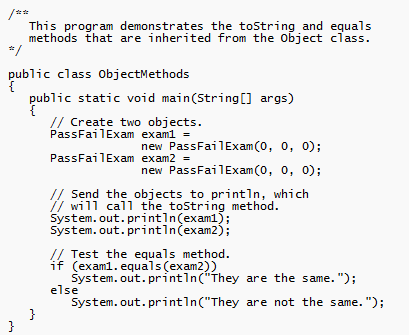 /**
   This program demonstrates the toString and equals
   methods that are inherited from the Object class.
*/

public class ObjectMethods
{
   public static void main(String[] args)
   {
      // Create two objects.
      PassFailExam exam1 =
                   new PassFailExam(0, 0, 0);
      PassFailExam exam2 =
                   new PassFailExam(0, 0, 0);

      // Send the objects to println, which
      // will call the toString method.
      System.out.println(exam1);
      System.out.println(exam2);

      // Test the equals method.
      if (exam1.equals(exam2))
         System.out.println("They are the same.");
      else
         System.out.println("They are not the same.");
   }
}